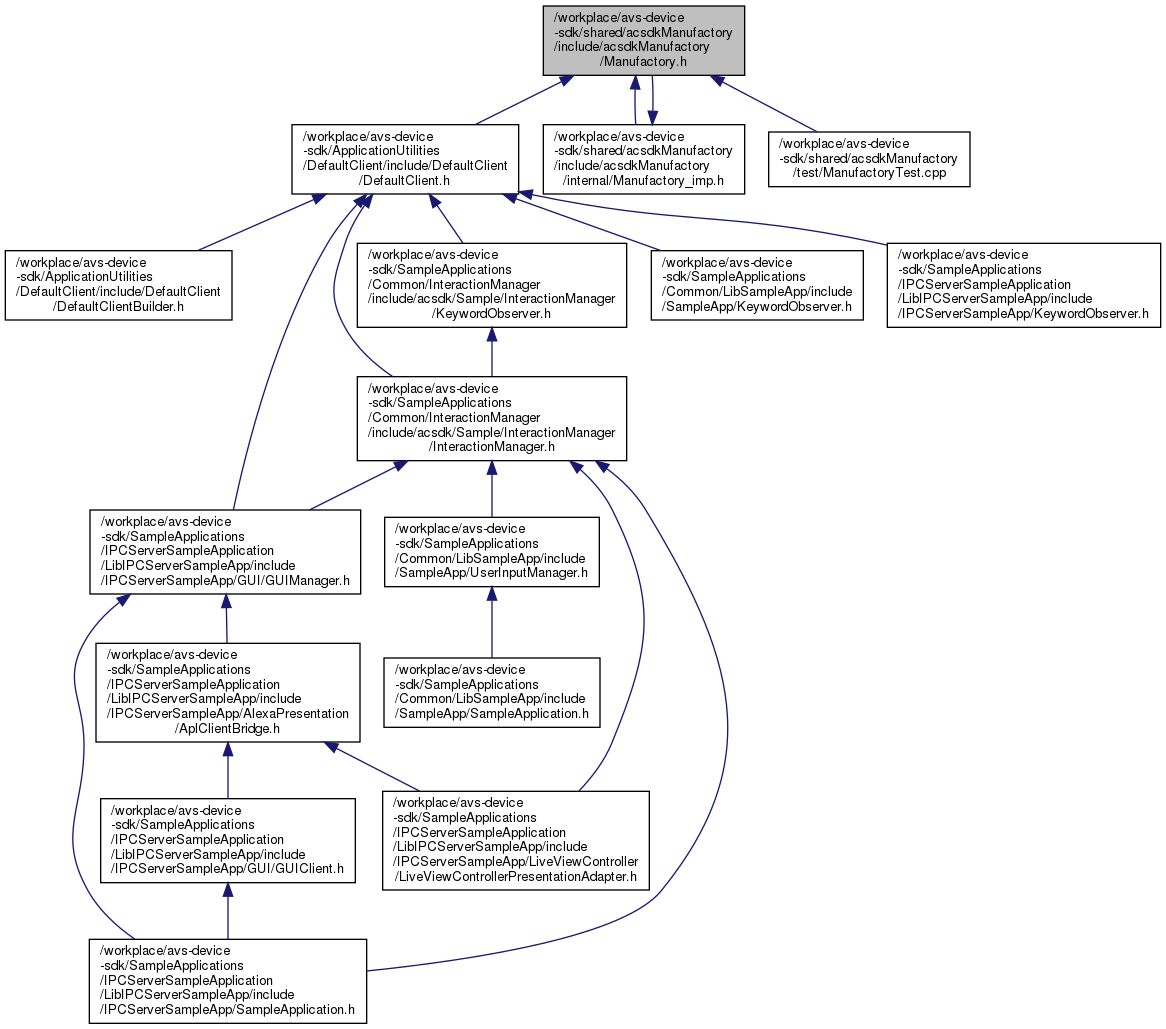 /workplace/avs-device
-sdk/shared/acsdkManufactory
/include/acsdkManufactory
/Manufactory.h
/workplace/avs-device
-sdk/ApplicationUtilities
/DefaultClient/include/DefaultClient
/DefaultClient.h
/workplace/avs-device
-sdk/shared/acsdkManufactory
/include/acsdkManufactory
/internal/Manufactory_imp.h
/workplace/avs-device
-sdk/shared/acsdkManufactory
/test/ManufactoryTest.cpp
/workplace/avs-device
-sdk/ApplicationUtilities
/DefaultClient/include/DefaultClient
/DefaultClientBuilder.h
/workplace/avs-device
-sdk/SampleApplications
/Common/InteractionManager
/include/acsdk/Sample/InteractionManager
/KeywordObserver.h
/workplace/avs-device
-sdk/SampleApplications
/Common/LibSampleApp/include
/SampleApp/KeywordObserver.h
/workplace/avs-device
-sdk/SampleApplications
/IPCServerSampleApplication
/LibIPCServerSampleApp/include
/IPCServerSampleApp/KeywordObserver.h
/workplace/avs-device
-sdk/SampleApplications
/Common/InteractionManager
/include/acsdk/Sample/InteractionManager
/InteractionManager.h
/workplace/avs-device
-sdk/SampleApplications
/IPCServerSampleApplication
/LibIPCServerSampleApp/include
/IPCServerSampleApp/GUI/GUIManager.h
/workplace/avs-device
-sdk/SampleApplications
/Common/LibSampleApp/include
/SampleApp/UserInputManager.h
/workplace/avs-device
-sdk/SampleApplications
/IPCServerSampleApplication
/LibIPCServerSampleApp/include
/IPCServerSampleApp/AlexaPresentation
/AplClientBridge.h
/workplace/avs-device
-sdk/SampleApplications
/Common/LibSampleApp/include
/SampleApp/SampleApplication.h
/workplace/avs-device
-sdk/SampleApplications
/IPCServerSampleApplication
/LibIPCServerSampleApp/include
/IPCServerSampleApp/GUI/GUIClient.h
/workplace/avs-device
-sdk/SampleApplications
/IPCServerSampleApplication
/LibIPCServerSampleApp/include
/IPCServerSampleApp/LiveViewController
/LiveViewControllerPresentationAdapter.h
/workplace/avs-device
-sdk/SampleApplications
/IPCServerSampleApplication
/LibIPCServerSampleApp/include
/IPCServerSampleApp/SampleApplication.h